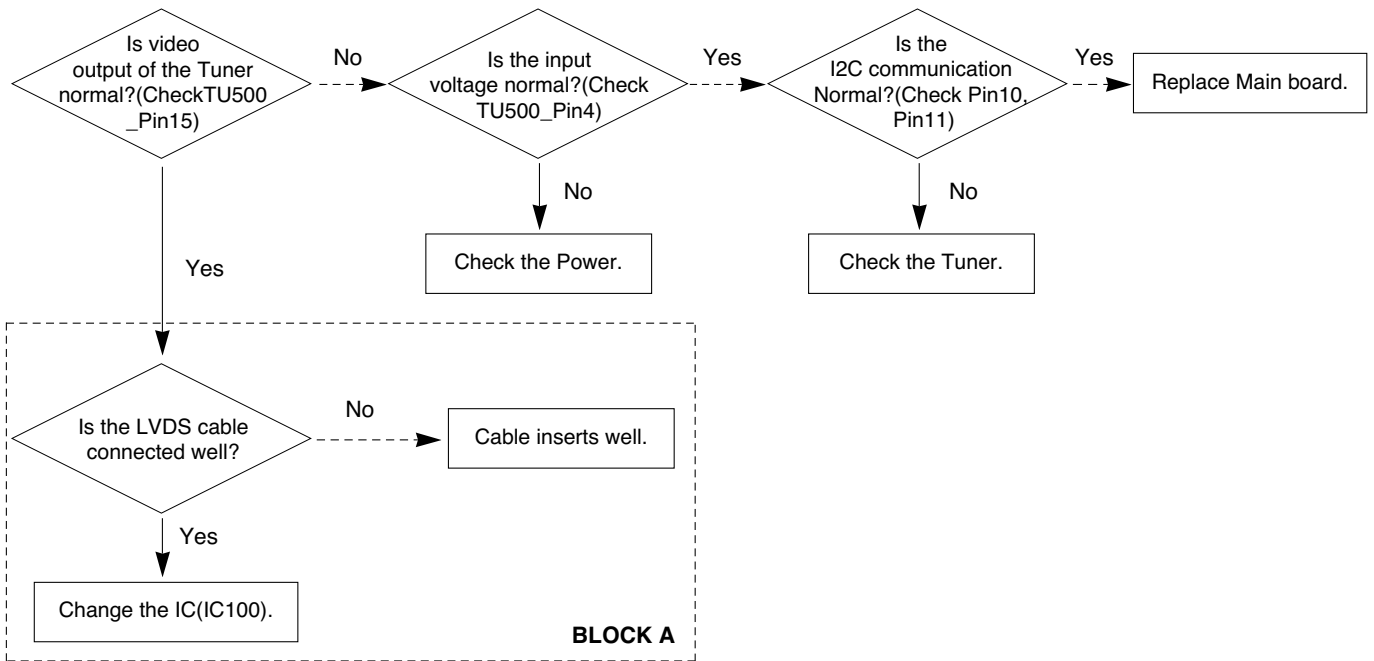 Is video
output of the Tuner
normal?(CheckTU500
_Pin15)
No
Is the input
voltage normal?(Check
TU500_Pin4)
Yes
Is the
I2C communication
Normal?(Check Pin10,
Pin11)
Yes
Replace Main board.
No
Check the Power.
No
Check the Tuner.
Yes
Is the LVDS cable
connected well?
No
Cable inserts well.
Yes
Change the IC(IC100).
BLOCK A